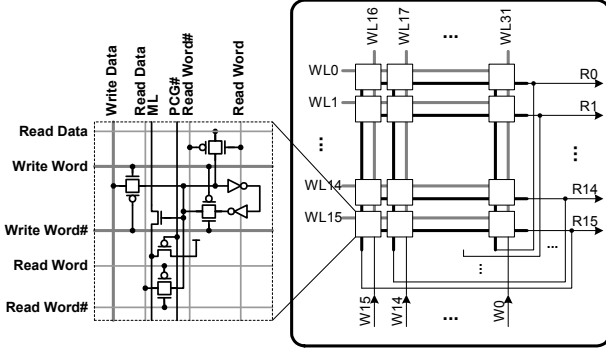 Write Data
Read Data
ML
PCG#
Read Word#
Read Word
Read Data
Write Word
Write Word#
Read Word
Read Word#
WL16
WL17
...
WL31
WL0
R0
WL1
R1
...
...
WL14
R14
WL15
R15
...
...
W15
W14
...
W0